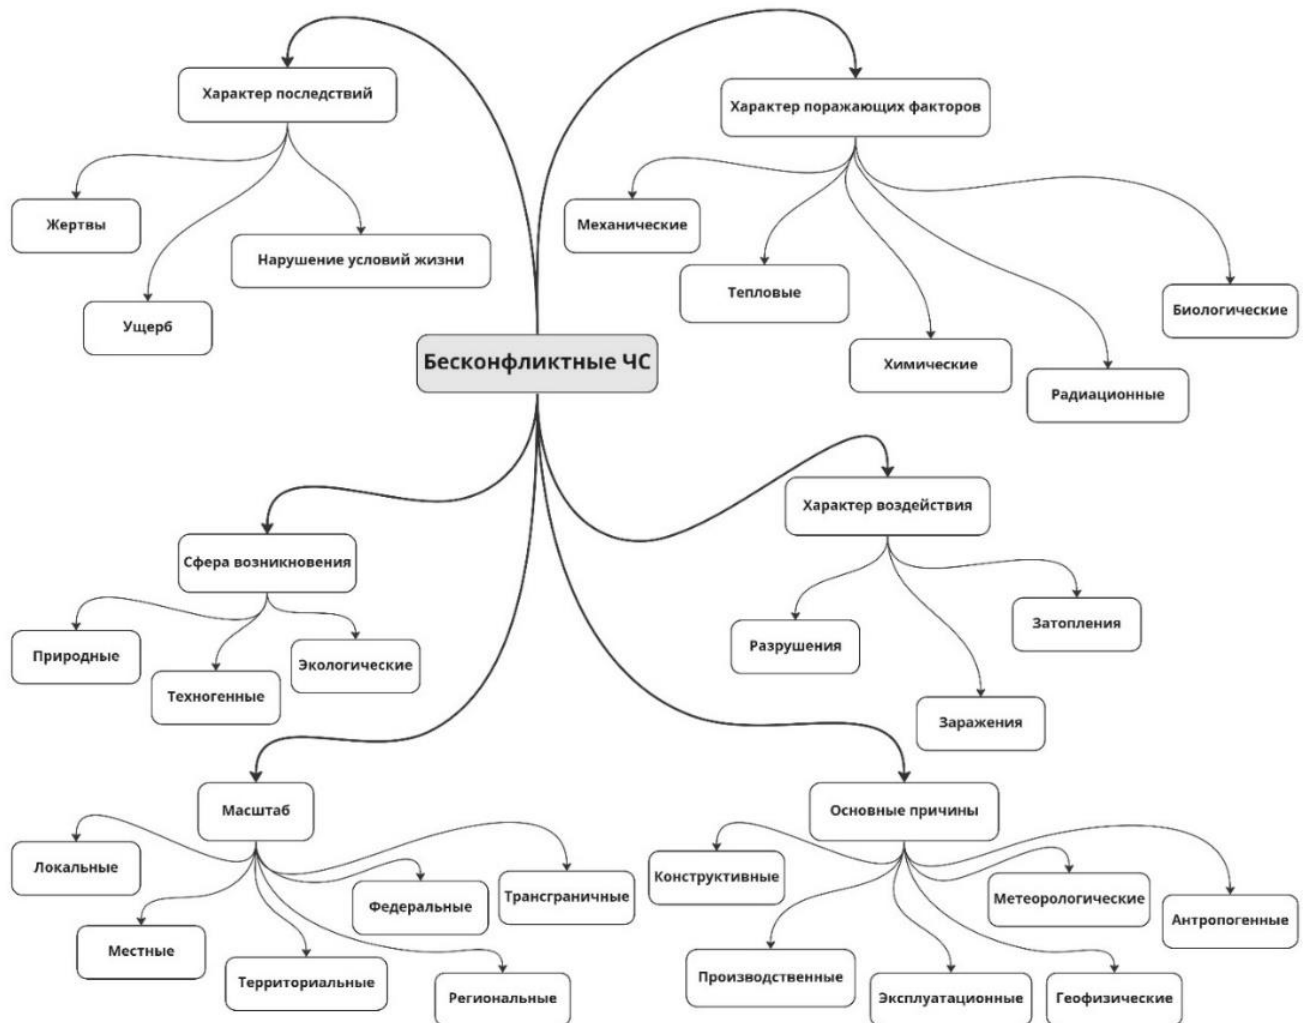 Характер последствий
Жертвы
Нарушение условий жизни
Ущерб
Характер поражающих факторов
Механические
Тепловые
Химические
Радиационные
Биологические
Бесконфликтные ЧС
Сфера возникновения
Природные
Техногенные
Экологические
Характер воздействия
Разрушения
Заражения
Затопления
Масштаб
Локальные
Местные
Территориальные
Региональные
Федеральные
Трансграничные
Основные причины
Конструктивные
Производственные
Эксплуатационные
Геофизические
Метеорологические
Антропогенные